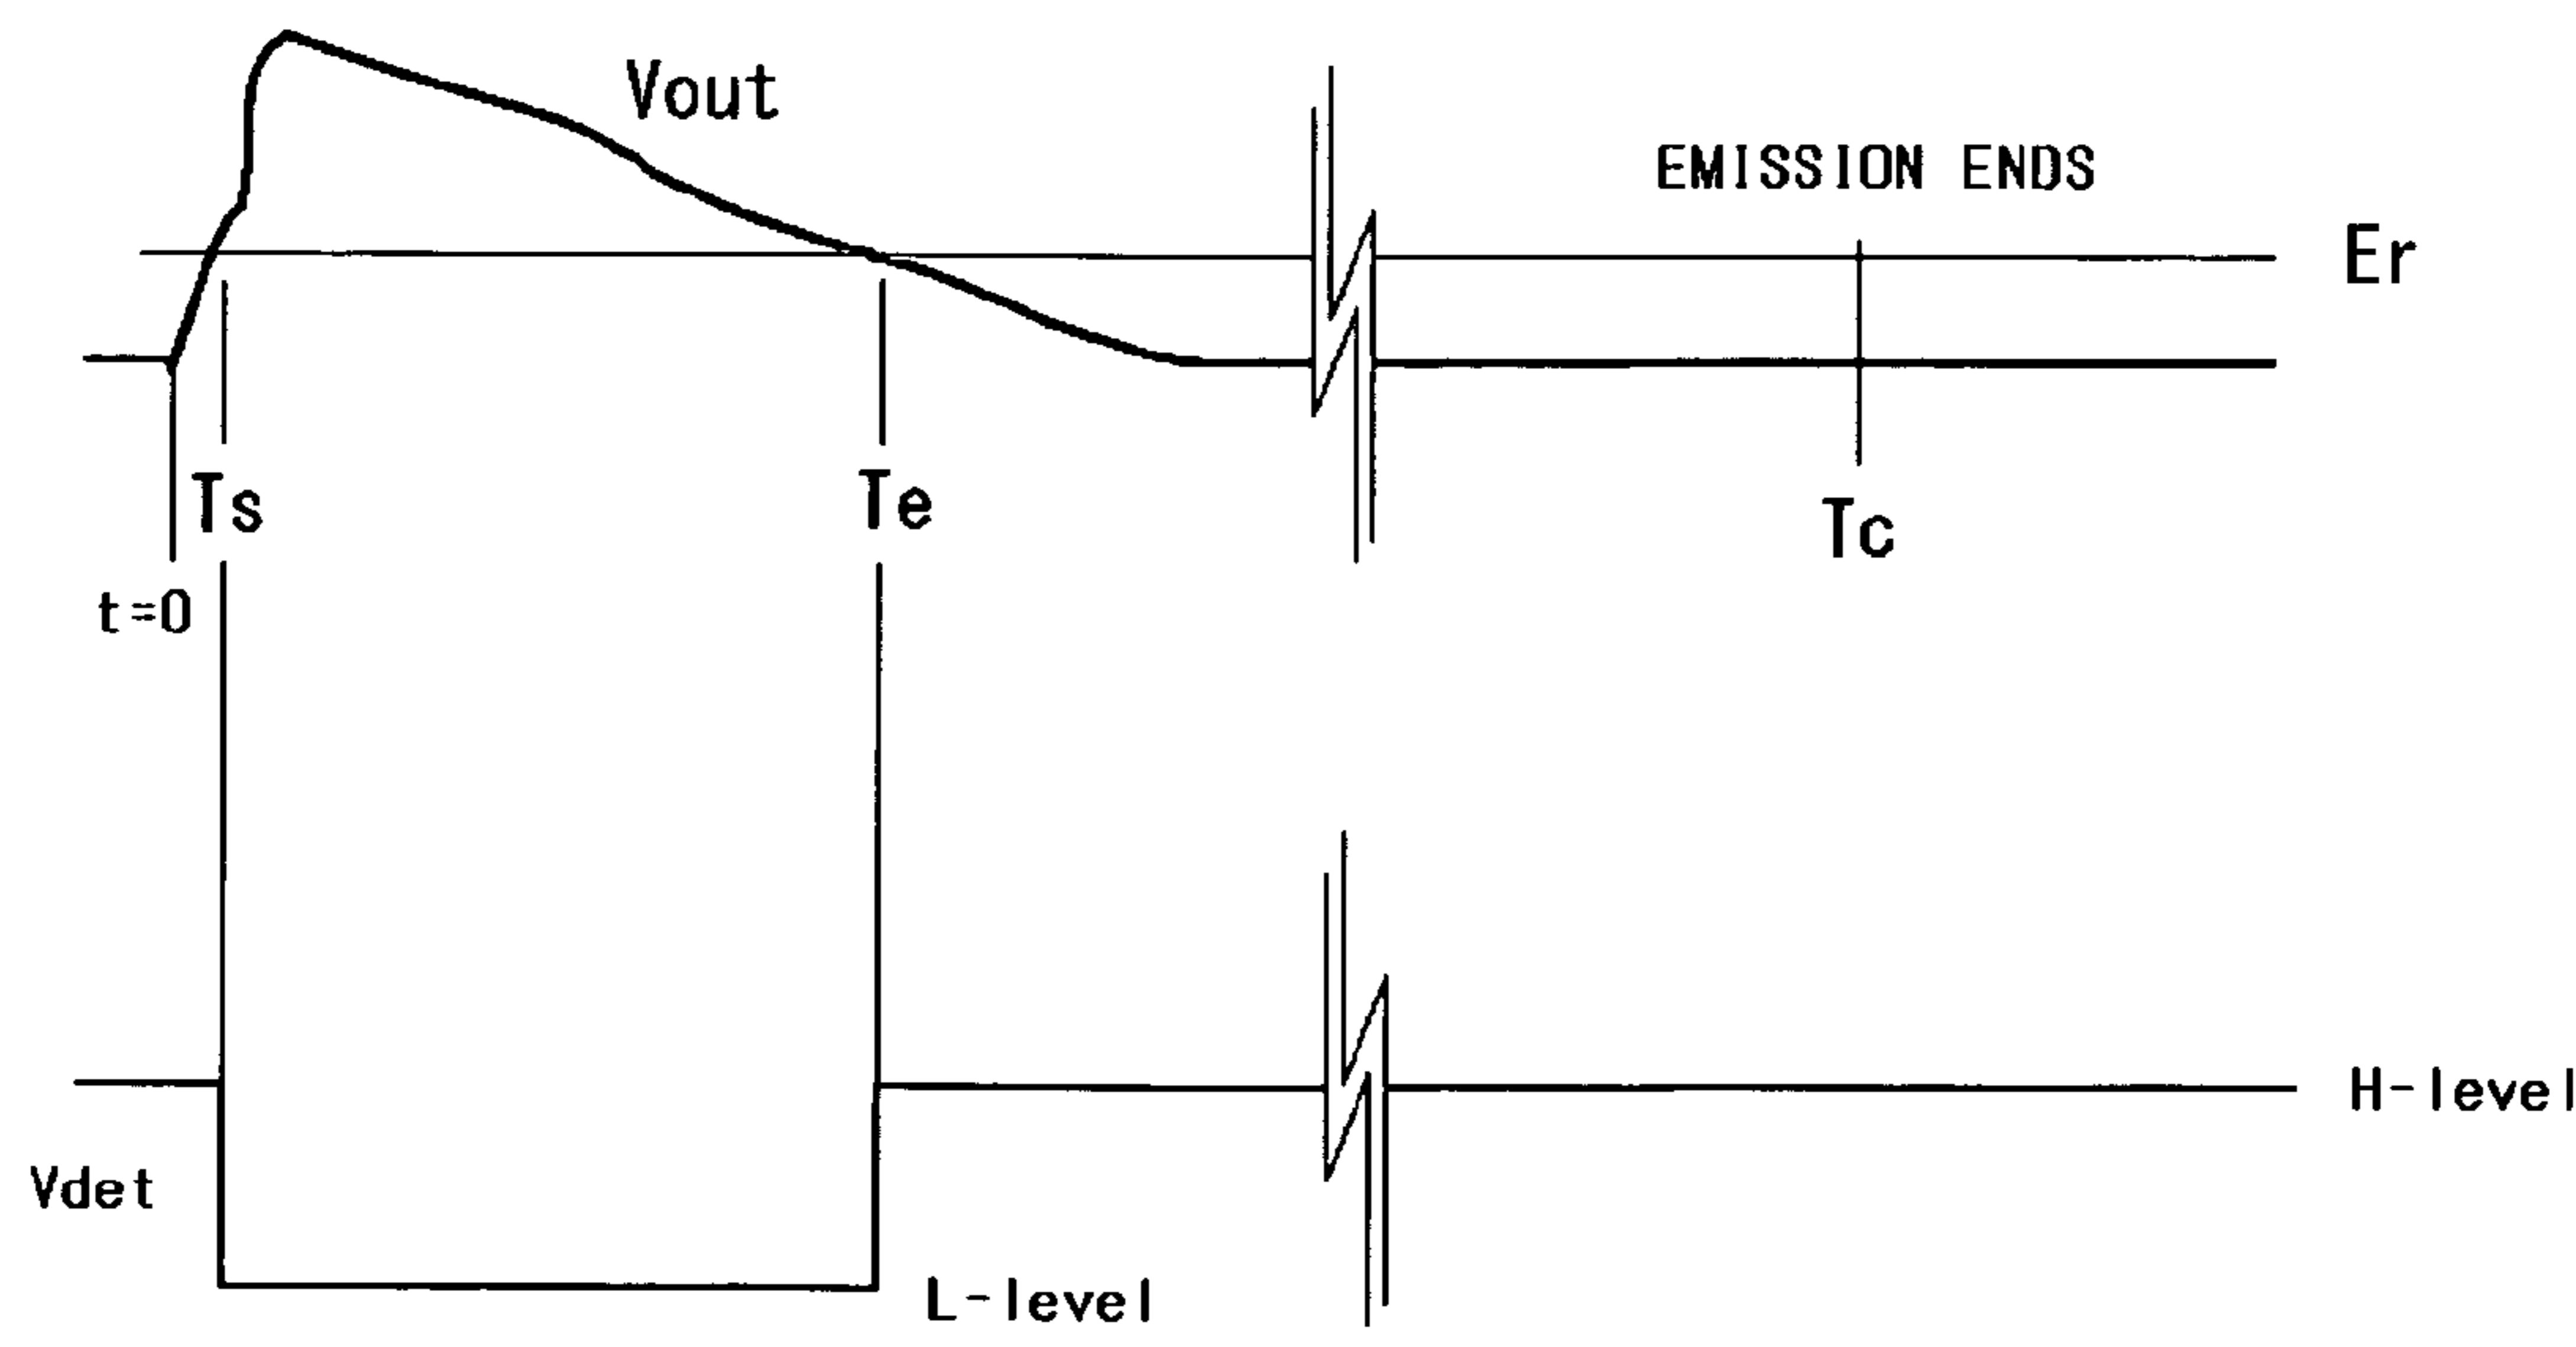 Vout
EMISSION ENDS
Er
Ts
Te
Tc
t=0
H-level
Vdet
L-level